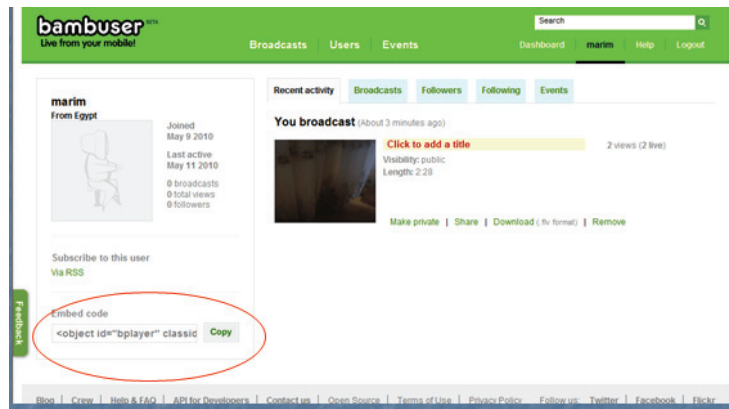 bambuser BETA
Live from your mobile!
Search
Broadcasts | Users | Events
Dashboard | marim | Help | Logout
marim
From Egypt
Joined
May 9 2010
Last active
May 11 2010
0 broadcasts
0 total views
0 followers
Subscribe to this user
Via RSS
Embed code
<object id="bplayer" classid
Copy
Feedback
Recent activity
Broadcasts
Followers
Following
Events
You broadcast (About 3 minutes ago)
Click to add a title
2 views (2 live)
Visibility: public
Length: 2:28
Make private | Share | Download (.flv format) | Remove
Blog | Crew | Help & FAQ | API for Developers | Contact us | Open Source | Terms of Use | Privacy Policy Follow us: Twitter | Facebook | Flickr